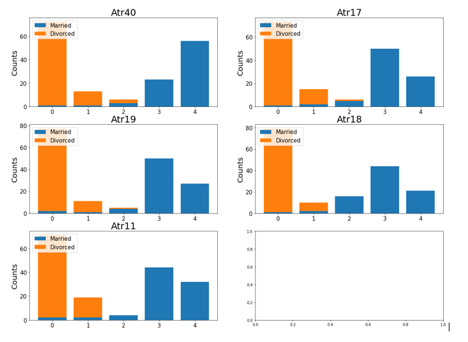 Atr40
Married
Divorced
Counts
60
40
20
0
0 1 2 3 4
Atr17
Married
Divorced
Counts
60
40
20
0
0 1 2 3 4
Atr19
Married
Divorced
Counts
80
60
40
20
0
0 1 2 3 4
Atr18
Married
Divorced
Counts
80
60
40
20
0
0 1 2 3 4
Atr11
Married
Divorced
Counts
60
40
20
0
0 1 2 3 4
1.0
0.8
0.6
0.4
0.2
0.0
0.0 0.2 0.4 0.6 0.8 1.0